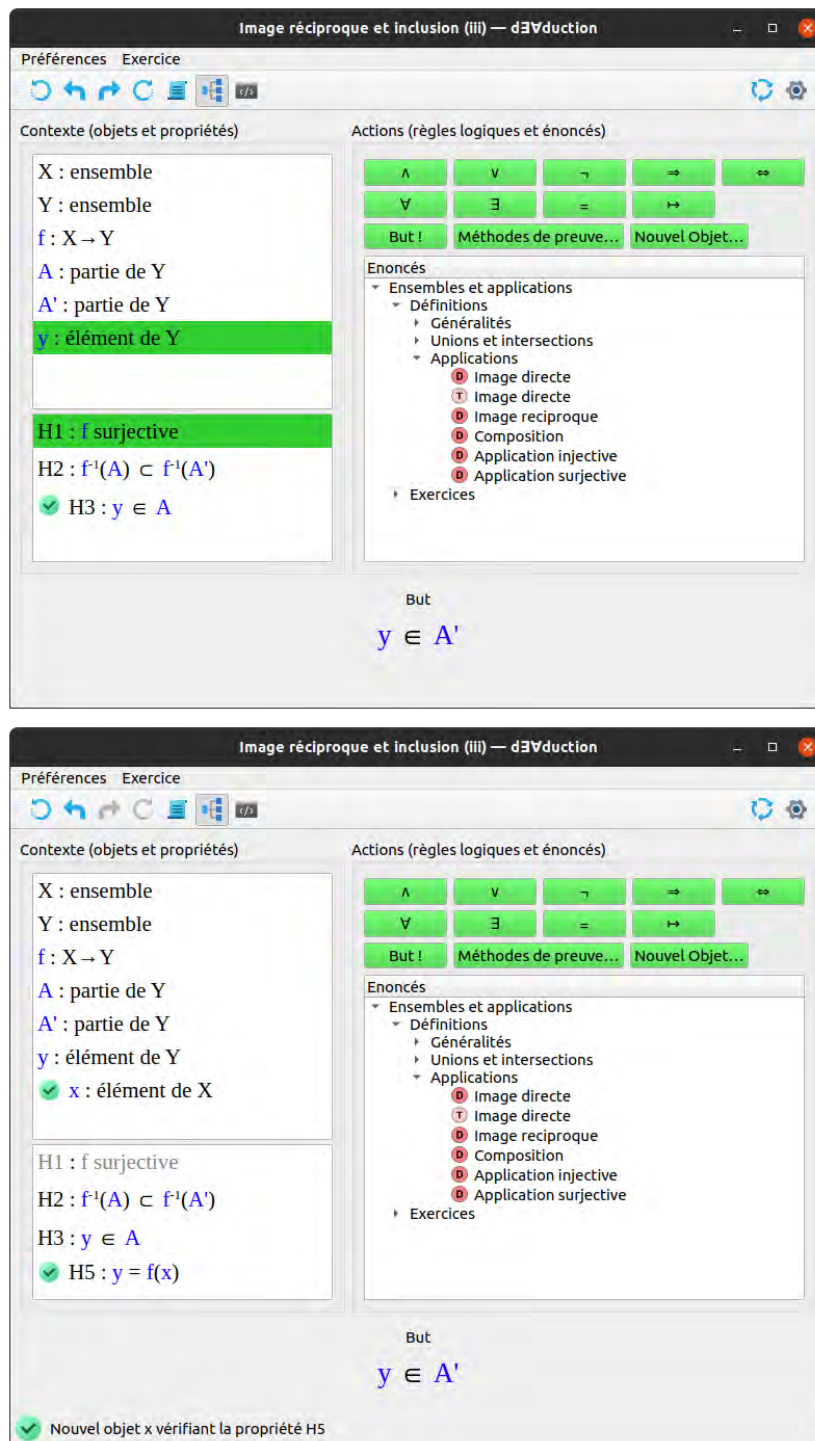 Image réciproque et inclusion (iii) — d∃∀duction
Préférences Exercice
Contexte (objets et propriétés)
X : ensemble
Y : ensemble
f : X→Y
A : partie de Y
A' : partie de Y
y : élément de Y
H1 : f surjective
H2 : f⁻¹(A) ⊂ f⁻¹(A')
H3 : y ∈ A
Actions (règles logiques et énoncés)
∧ ∨ ¬ ⇒ ⇔
∀ ∃ = ↦
But ! Méthodes de preuve... Nouvel Objet...
Enoncés
Ensembles et applications
Définitions
Généralités
Unions et intersections
Applications
D Image directe
T Image directe
D Image reciproque
D Composition
D Application injective
D Application surjective
Exercices
But
y ∈ A'
Image réciproque et inclusion (iii) — d∃∀duction
Préférences Exercice
Contexte (objets et propriétés)
X : ensemble
Y : ensemble
f : X→Y
A : partie de Y
A' : partie de Y
y : élément de Y
x : élément de X
H1 : f surjective
H2 : f⁻¹(A) ⊂ f⁻¹(A')
H3 : y ∈ A
H5 : y = f(x)
Actions (règles logiques et énoncés)
∧ ∨ ¬ ⇒ ⇔
∀ ∃ = ↦
But ! Méthodes de preuve... Nouvel Objet...
Enoncés
Ensembles et applications
Définitions
Généralités
Unions et intersections
Applications
D Image directe
T Image directe
D Image reciproque
D Composition
D Application injective
D Application surjective
Exercices
But
y ∈ A'
Nouvel objet x vérifiant la propriété H5